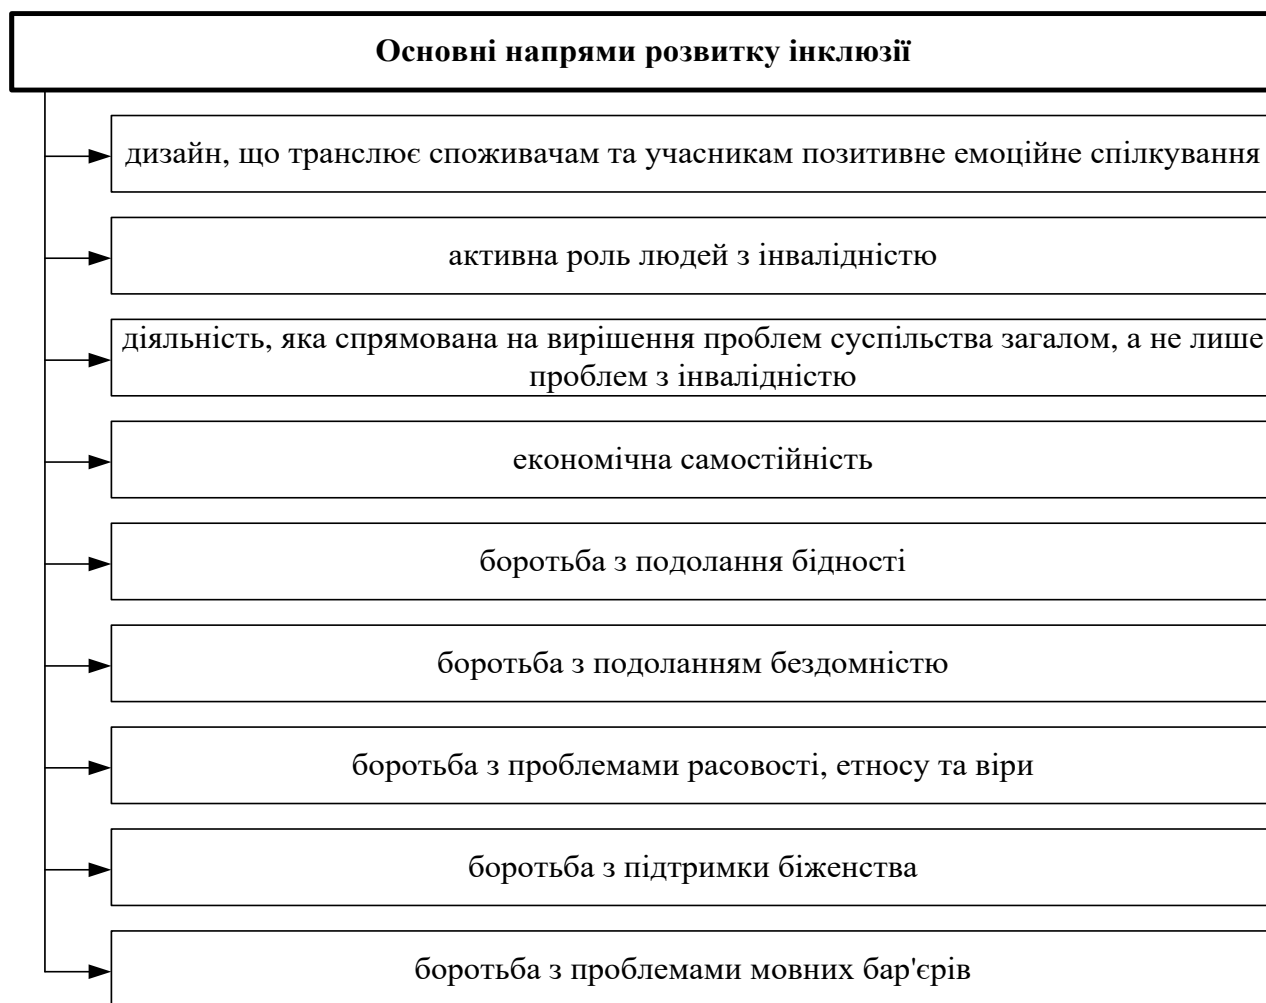 Основні напрями розвитку інклюзії
дизайн, що транслює споживачам та учасникам позитивне емоційне спілкування
активна роль людей з інвалідністю
діяльність, яка спрямована на вирішення проблем суспільства загалом, а не лише
проблем з інвалідністю
економічна самостійність
боротьба з подолання бідності
боротьба з подоланням бездомністю
боротьба з проблемами расовості, етносу та віри
боротьба з підтримки біженства
боротьба з проблемами мовних бар'єрів